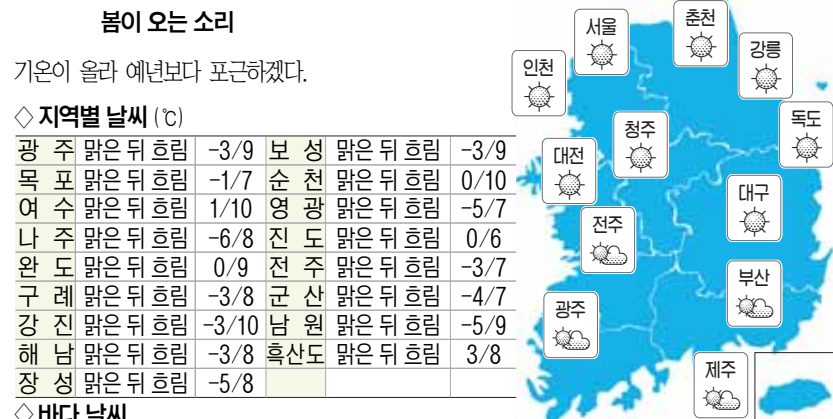 봄이 오는 소리
기온이 올라 예년보다 포근하겠다.
◇ 지역별 날씨 (℃)
광 주 맑은 뒤 흐림 -3/9 보 성 맑은 뒤 흐림 -3/9
목 포 맑은 뒤 흐림 -1/7 순 천 맑은 뒤 흐림 0/10
여 수 맑은 뒤 흐림 1/10 영 광 맑은 뒤 흐림 -5/7
나 주 맑은 뒤 흐림 -6/8 진 도 맑은 뒤 흐림 0/6
완 도 맑은 뒤 흐림 0/9 전 주 맑은 뒤 흐림 -3/7
구 례 맑은 뒤 흐림 -3/8 군 산 맑은 뒤 흐림 -4/7
강 진 맑은 뒤 흐림 -3/10 남 원 맑은 뒤 흐림 -5/9
해 남 맑은 뒤 흐림 -3/8 흑산도 맑은 뒤 흐림 3/8
장 성 맑은 뒤 흐림 -5/8
◇ 바다 날씨
서울
춘천
강릉
인천
독도
청주
대전
대구
전주
부산
광주
제주